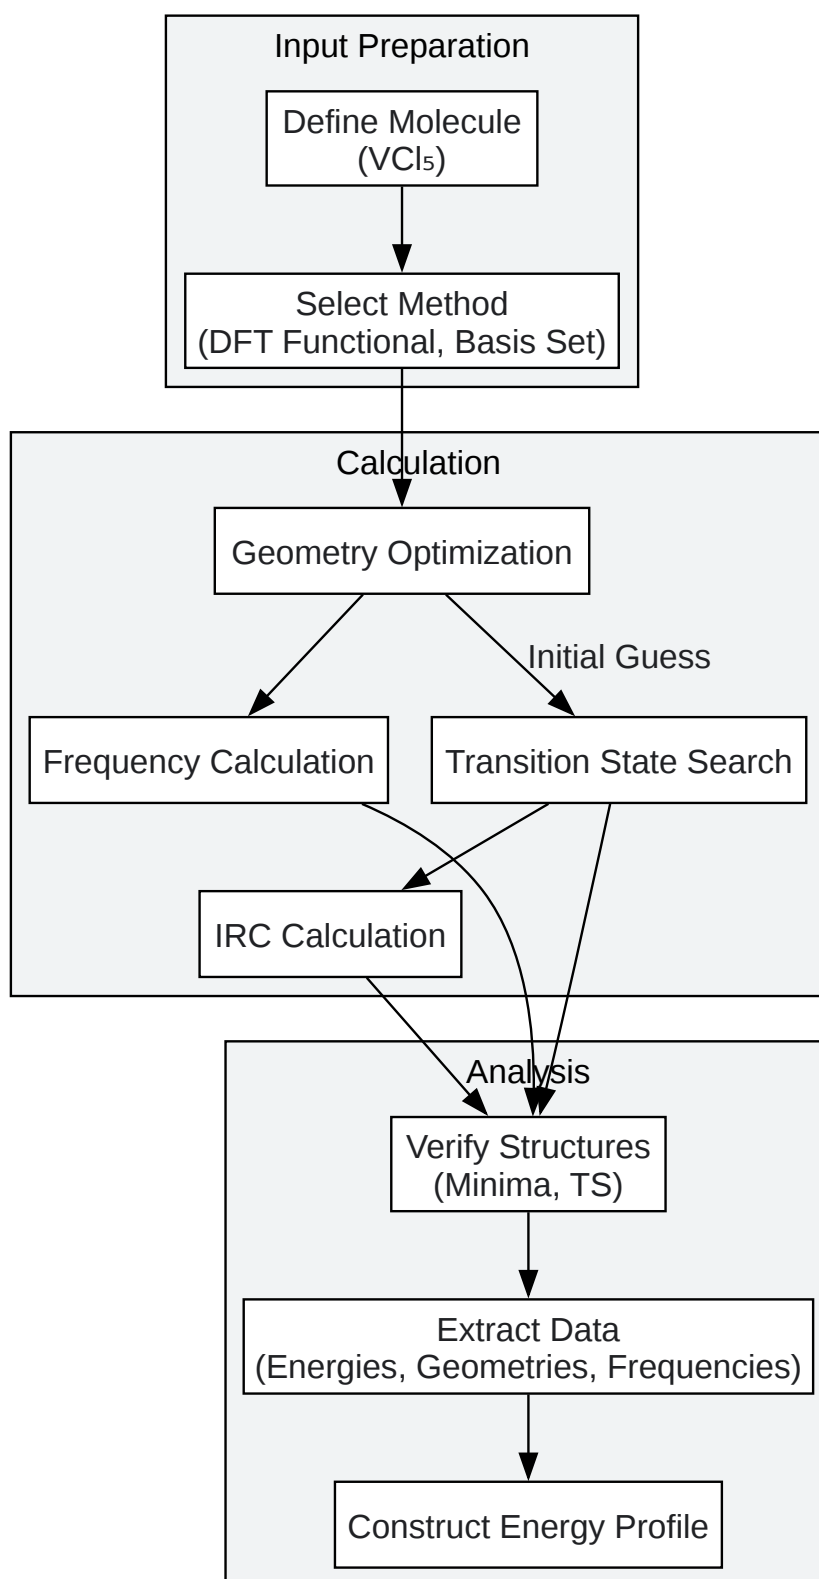 Input Preparation
Define Molecule
(VCl₅)
Select Method
(DFT Functional, Basis Set)
Calculation
Geometry Optimization
Initial Guess
Frequency Calculation
Transition State Search
IRC Calculation
Analysis
Verify Structures
(Minima, TS)
Extract Data
(Energies, Geometries, Frequencies)
Construct Energy Profile